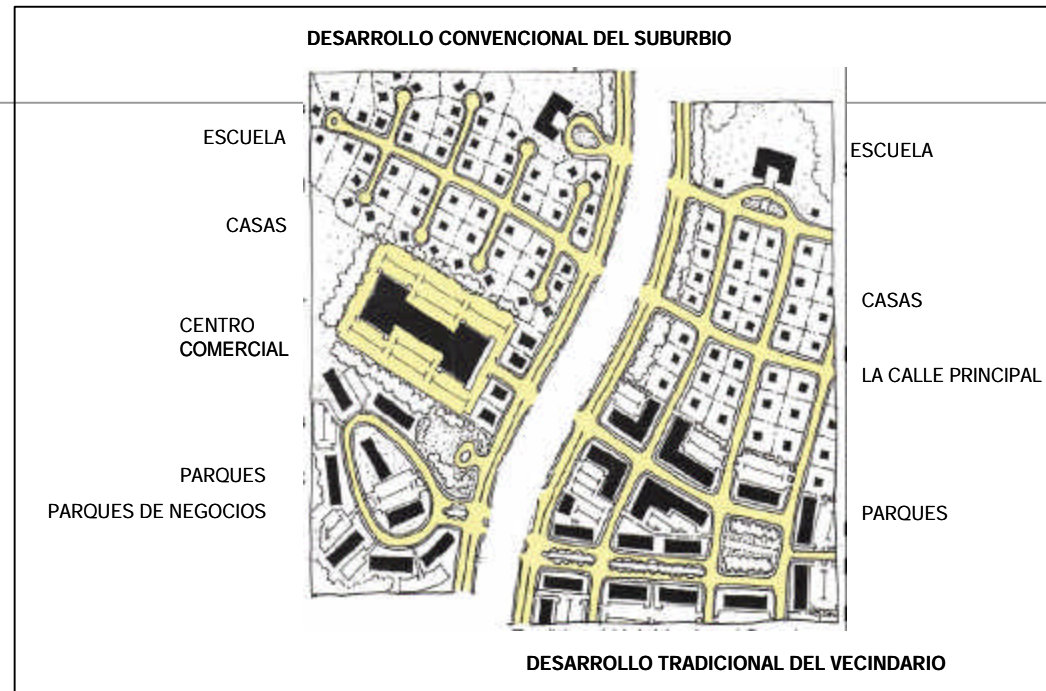 DESARROLLO CONVENCIONAL DEL SUBURBIO
ESCUELA
CASAS
CENTRO
COMERCIAL
PARQUES
PARQUES DE NEGOCIOS
ESCUELA
CASAS
LA CALLE PRINCIPAL
PARQUES
DESARROLLO TRADICIONAL DEL VECINDARIO